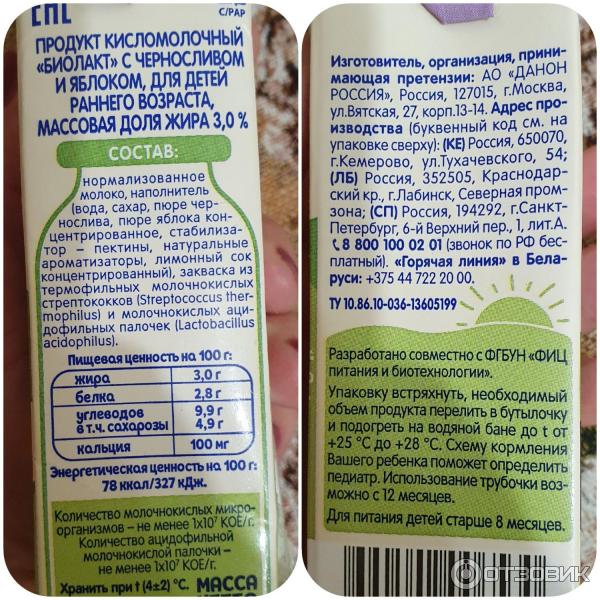 ЕАС
С/PAP
ПРОДУКТ КИСЛОМОЛОЧНЫЙ
«БИОЛАКТ» С ЧЕРНОСЛИВОМ
И ЯБЛОКОМ, ДЛЯ ДЕТЕЙ
РАННЕГО ВОЗРАСТА,
МАССОВАЯ ДОЛЯ ЖИРА 3,0 %
СОСТАВ:
нормализованное
молоко, наполнитель
(вода, сахар, пюре чер-
нослива, пюре яблока кон-
центрированное, стабилиза-
тор – пектины, натуральные
ароматизаторы, лимонный сок
концентрированный), закваска из
термофильных молочнокислых
стрептококков (Streptococcus ther-
mophilus) и молочнокислых аци-
дофильных палочек (Lactobacillus
acidophilus).
Пищевая ценность на 100 г:
жира 3,0 г
белка 2,8 г
углеводов 9,9 г
в т.ч. сахарозы 4,9 г
кальция 100 мг
Энергетическая ценность на 100 г:
78 ккал/327 кДж.
Количество молочнокислых микро-
организмов – не менее 1х10⁷ КОЕ/г.
Количество ацидофильной
молочнокислой палочки –
не менее 1х10⁷ КОЕ/г.
Хранить при t (4±2) °С. МАССА
Изготовитель, организация, прини-
мающая претензии: АО «ДАНОН
РОССИЯ», Россия, 127015, г.Москва,
ул.Вятская, 27, корп.13-14. Адрес про-
изводства (буквенный код см. на
упаковке сверху): (КЕ) Россия, 650070,
г.Кемерово, ул.Тухачевского, 54;
(ЛБ) Россия, 352505, Краснодар-
ский кр., г.Лабинск, Северная пром-
зона; (СП) Россия, 194292, г.Санкт-
Петербург, 6-й Верхний пер., 1, лит.А.
8 800 100 02 01 (звонок по РФ бес-
платный). «Горячая линия» в Бела-
руси: +375 44 722 20 00.
ТУ 10.86.10-036-13605199
Разработано совместно с ФГБУН «ФИЦ
питания и биотехнологии».
Упаковку встряхнуть, необходимый
объем продукта перелить в бутылочку
и подогреть на водяной бане до t от
+25 °С до +28 °С. Схему кормления
Вашего ребенка поможет определить
педиатр. Использование трубочки воз-
можно с 12 месяцев.
Для питания детей старше 8 месяцев.
ОТЗОВИК